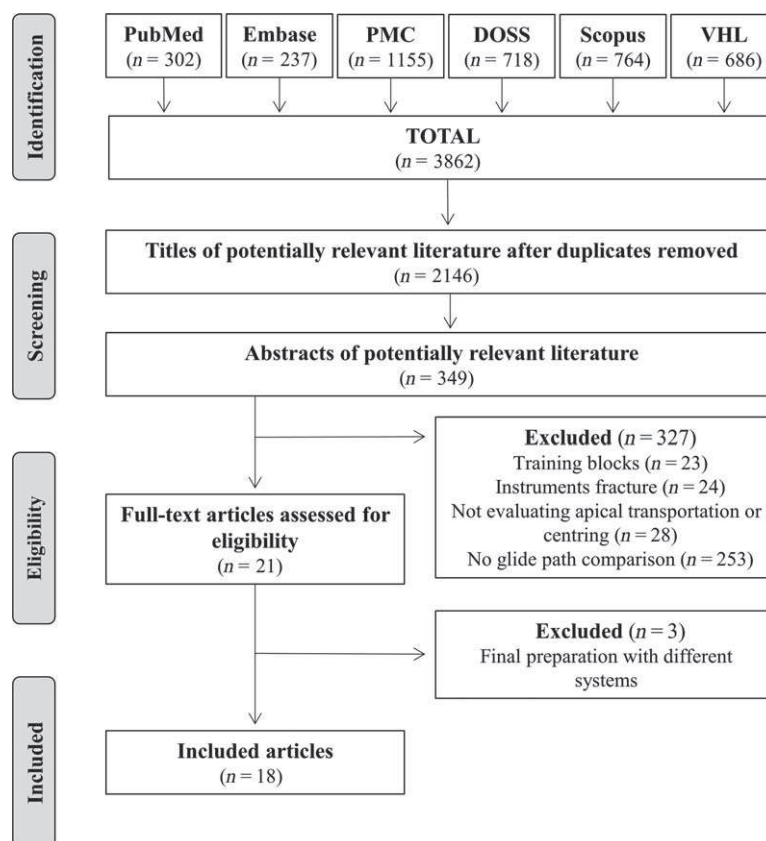 Identification
PubMed
(n = 302)
Embase
(n = 237)
PMC
(n = 1155)
DOSS
(n = 718)
Scopus
(n = 764)
VHL
(n = 686)
TOTAL
(n = 3862)
Screening
Titles of potentially relevant literature after duplicates removed
(n = 2146)
Abstracts of potentially relevant literature
(n = 349)
Eligibility
Excluded (n = 327)
Training blocks (n = 23)
Instruments fracture (n = 24)
Not evaluating apical transportation or
centring (n = 28)
No glide path comparison (n = 253)
Full-text articles assessed for
eligibility
(n = 21)
Excluded (n = 3)
Final preparation with different
systems
Included
Included articles
(n = 18)